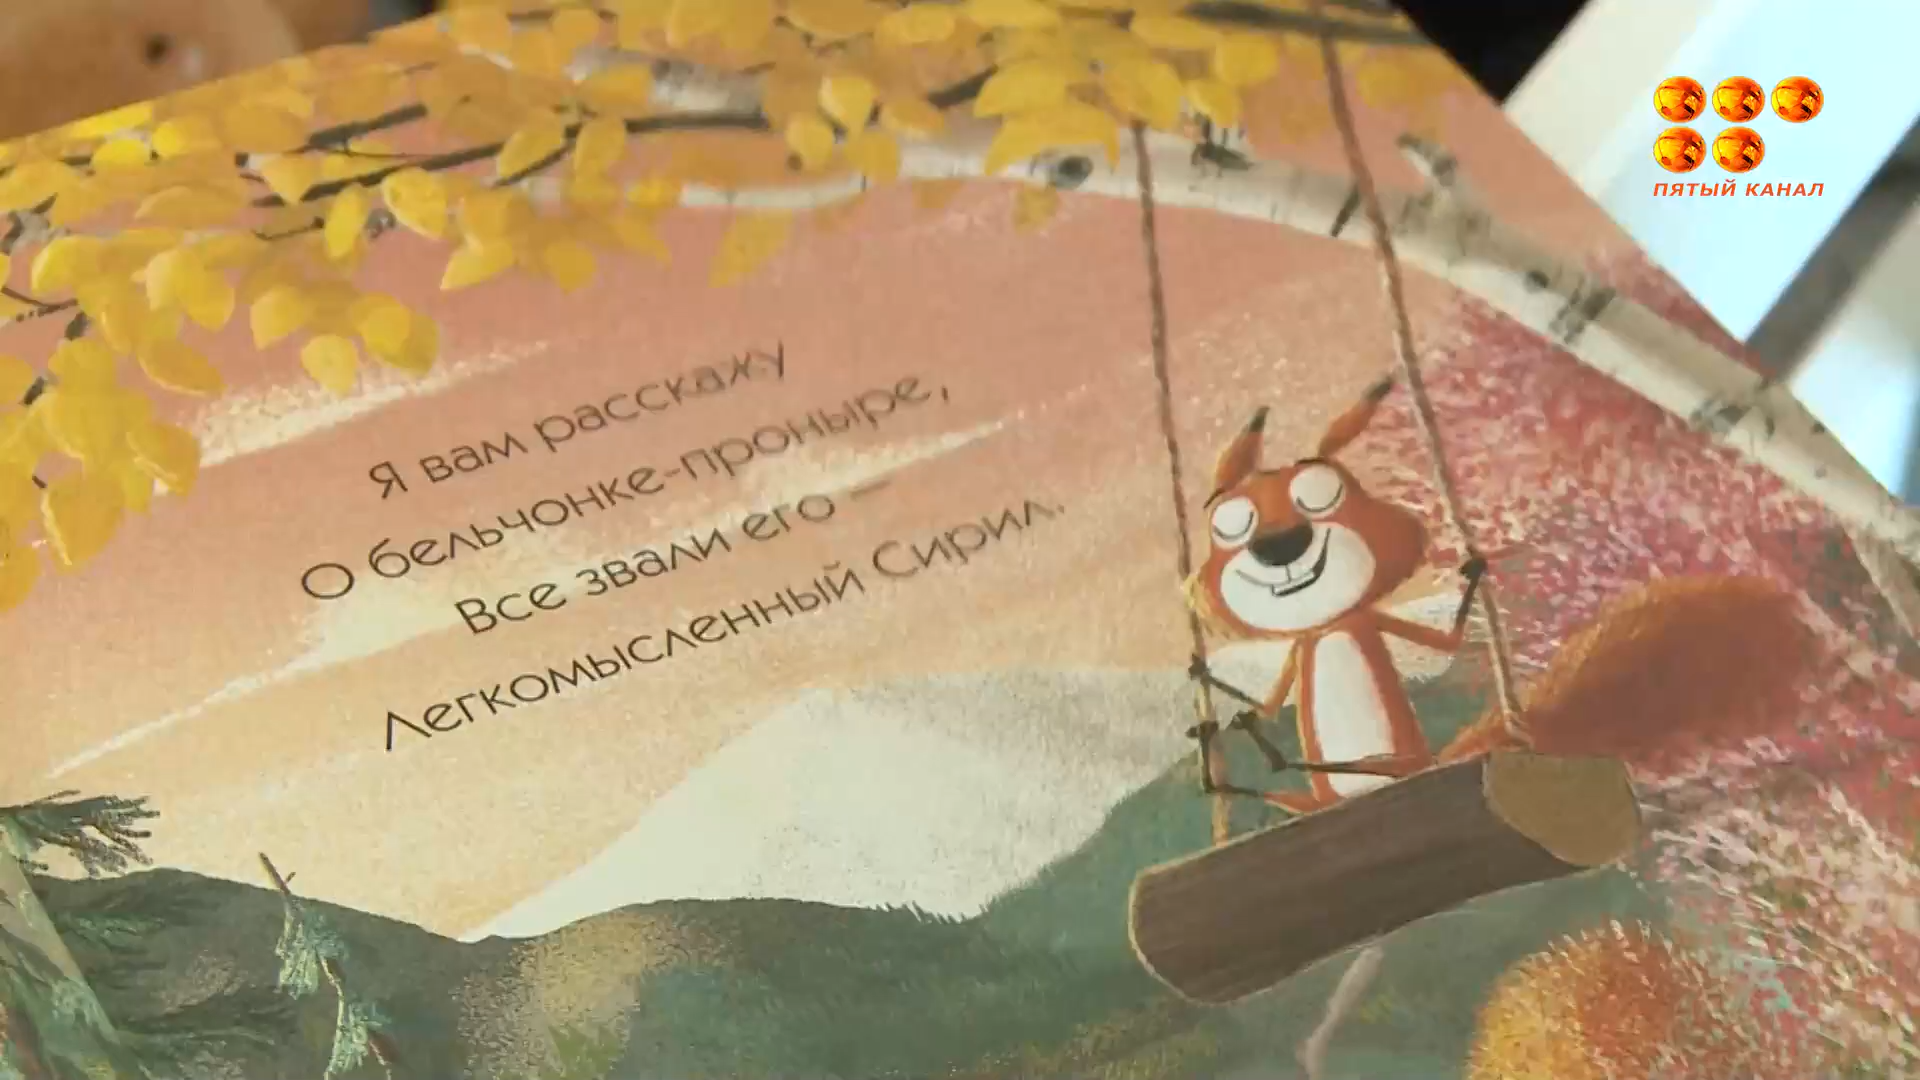 ПЯТЫЙ КАНАЛ
Я вам расскажу
О бельчонке-проныре,
Все звали его —
Легкомысленный Сирил.